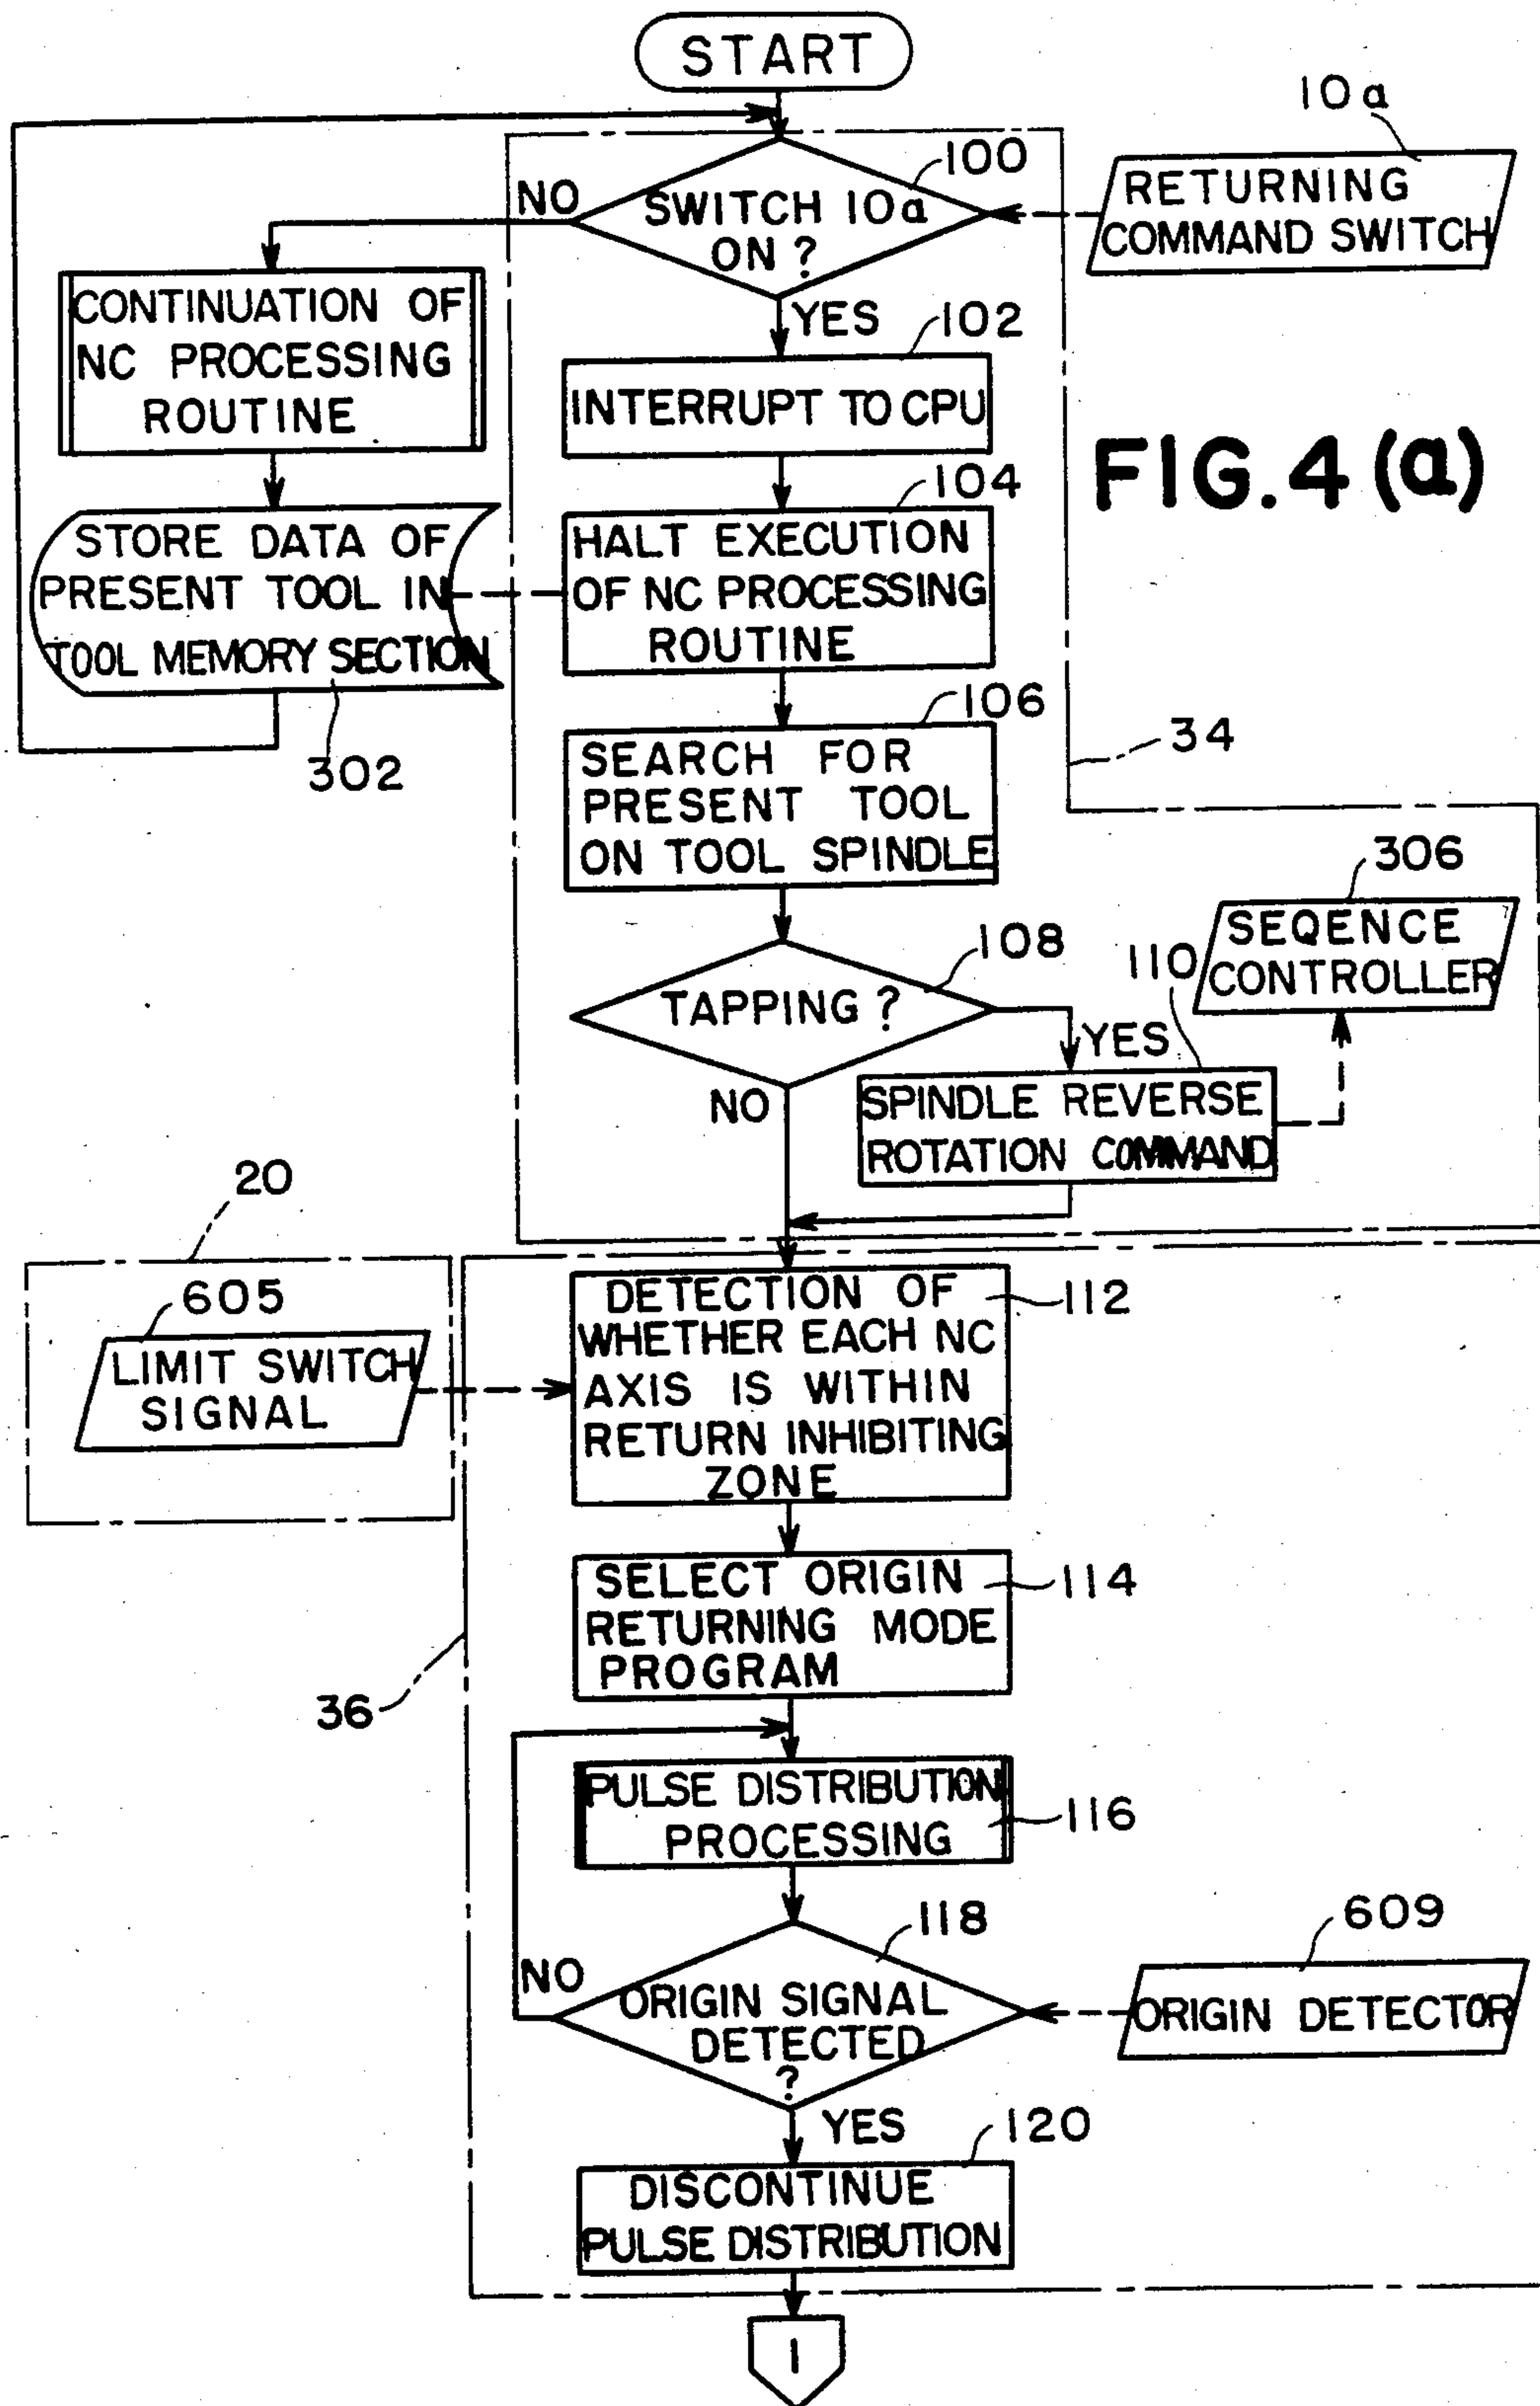 START
10a
100
NO
SWITCH 10a
ON ?
RETURNING
COMMAND SWITCH
YES
102
CONTINUATION OF
NC PROCESSING
ROUTINE
INTERRUPT TO CPU
FIG. 4 (a)
104
STORE DATA OF
PRESENT TOOL IN
TOOL MEMORY SECTION
302
HALT EXECUTION
OF NC PROCESSING
ROUTINE
106
34
SEARCH FOR
PRESENT TOOL
ON TOOL SPINDLE
306
SEQENCE
CONTROLLER
108
110
TAPPING ?
YES
NO
SPINDLE REVERSE
ROTATION COMMAND
20
605
LIMIT SWITCH
SIGNAL
DETECTION OF
WHETHER EACH NC
AXIS IS WITHIN
RETURN INHIBITING
ZONE
112
SELECT ORIGIN
RETURNING MODE
PROGRAM
114
36
PULSE DISTRIBUTION
PROCESSING
116
118
609
NO
ORIGIN SIGNAL
DETECTED
?
ORIGIN DETECTOR
YES
120
DISCONTINUE
PULSE DISTRIBUTION
1